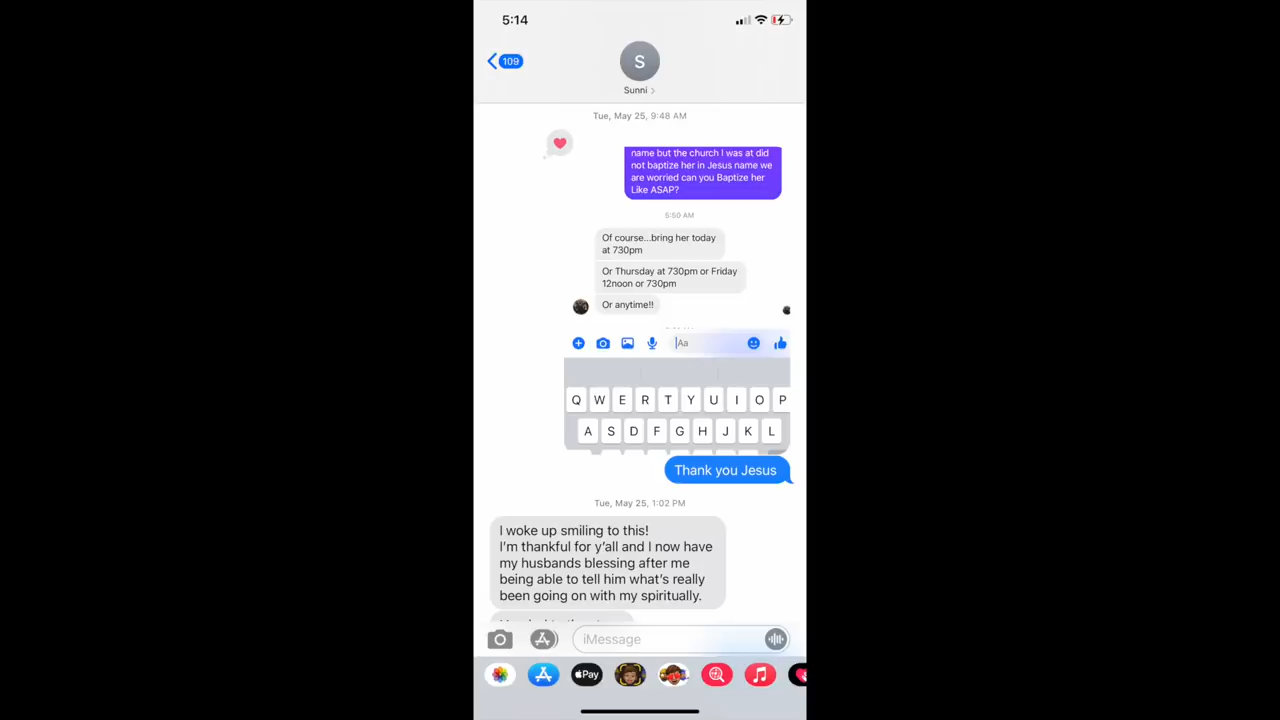 5:14
109
S
Sunni
Tue, May 25, 9:48 AM
name but the church I was at did
not baptize her in Jesus name we
are worried can you Baptize her
Like ASAP?
5:50 AM
Of course...bring her today
at 730pm
Or Thursday at 730pm or Friday
12noon or 730pm
Or anytime!!
Aa
Q W E R T Y U I O P
A S D F G H J K L
Thank you Jesus
Tue, May 25, 1:02 PM
I woke up smiling to this!
I'm thankful for y'all and I now have
my husbands blessing after me
being able to tell him what's really
been going on with my spiritually.
iMessage
Pay